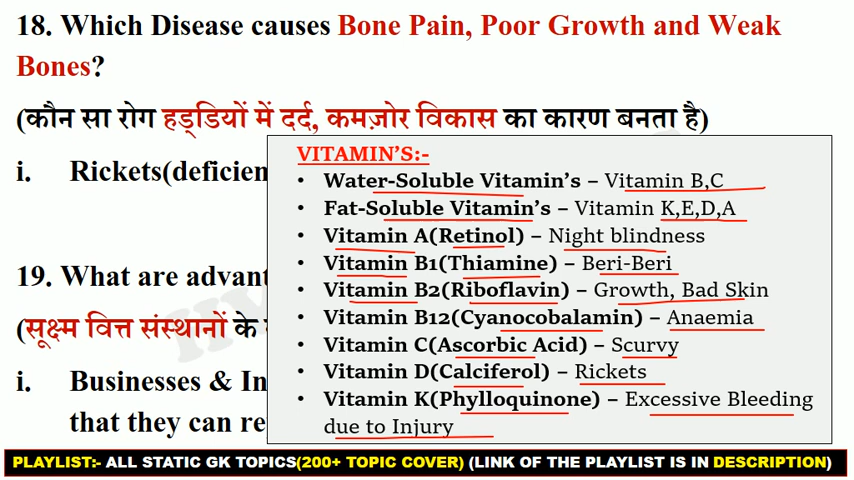 18. Which Disease causes Bone Pain, Poor Growth and Weak
Bones?
(कौन सा रोग हड्डियों में दर्द, कमज़ोर विकास का कारण बनता है)
i. Rickets(deficien
VITAMIN'S:-
• Water-Soluble Vitamin's – Vitamin B,C
• Fat-Soluble Vitamin's – Vitamin K,E,D,A
• Vitamin A(Retinol) – Night blindness
• Vitamin B1(Thiamine) – Beri-Beri
• Vitamin B2(Riboflavin) – Growth, Bad Skin
• Vitamin B12(Cyanocobalamin) – Anaemia
• Vitamin C(Ascorbic Acid) – Scurvy
• Vitamin D(Calciferol) – Rickets
• Vitamin K(Phylloquinone) – Excessive Bleeding
due to Injury
19. What are advant
(सूक्ष्म वित्त संस्थानों के
i. Businesses & In
that they can re
PLAYLIST:- ALL STATIC GK TOPICS(200+ TOPIC COVER) (LINK OF THE PLAYLIST IS IN DESCRIPTION)